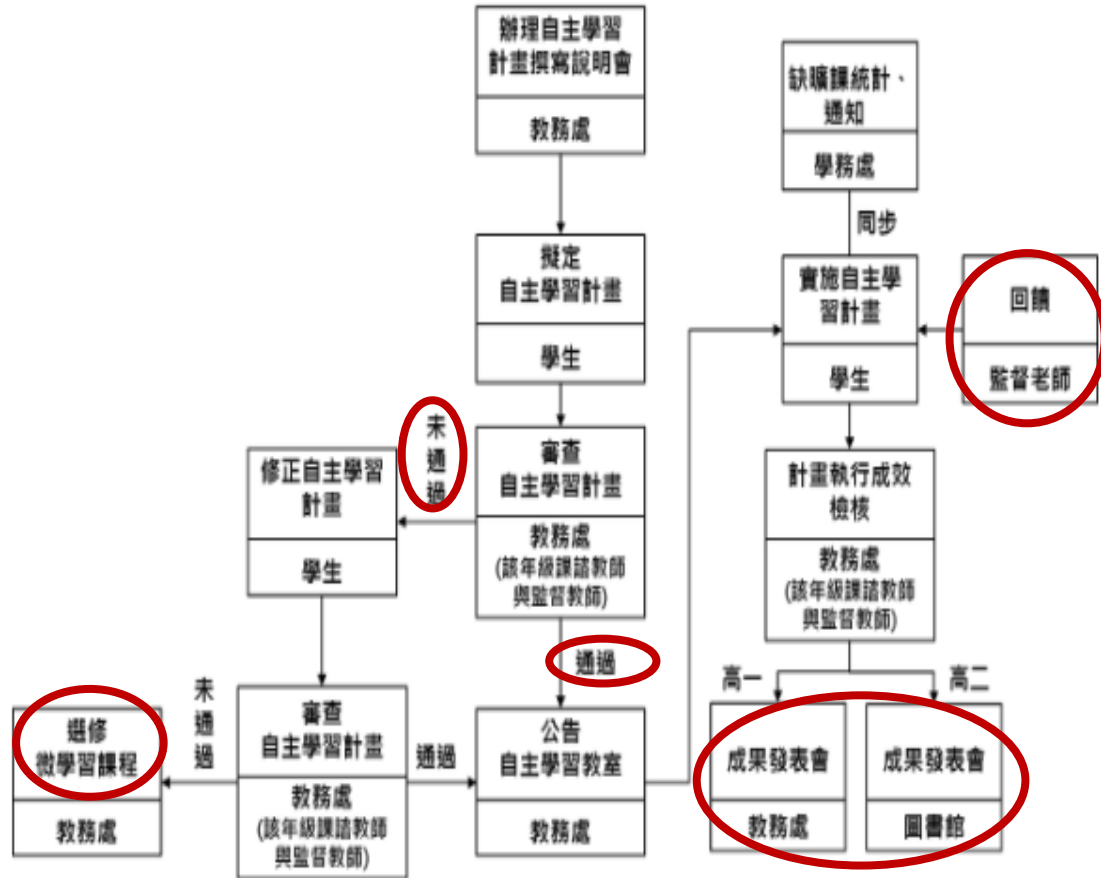 辦理自主學習
計畫撰寫說明會
教務處
擬定
自主學習計畫
學生
審查
自主學習計畫
教務處
(該年級課諮教師
與監督教師)
未
通
過
修正自主學習
計畫
學生
通過
審查
自主學習計畫
教務處
(該年級課諮教師
與監督教師)
未
通
過
選修
微學習課程
教務處
通過
公告
自主學習教室
教務處
缺曠課統計、
通知
學務處
同步
實施自主學
習計畫
學生
回饋
監督老師
計畫執行成效
檢核
教務處
(該年級課諮教師
與監督教師)
高一
高二
成果發表會
教務處
成果發表會
圖書館